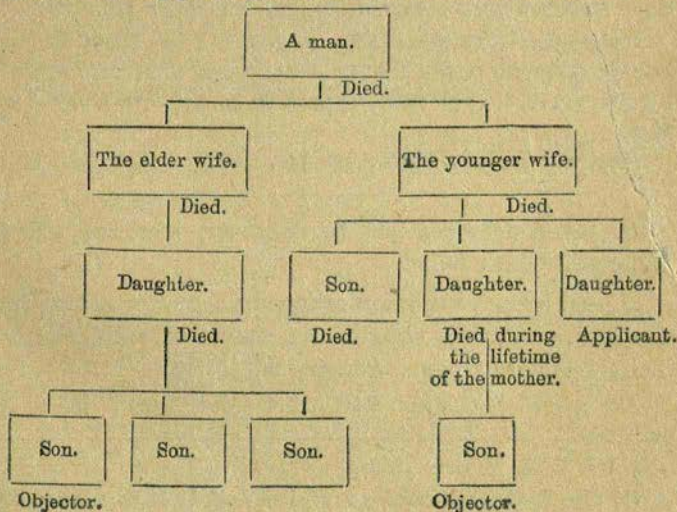 A man.
Died.
The elder wife. The younger wife.
Died. Died.
Daughter. Son. Daughter. Daughter.
Died. Died. Died during Applicant.
the lifetime
of the mother.
Son. Son. Son. Son.
Objector. Objector.